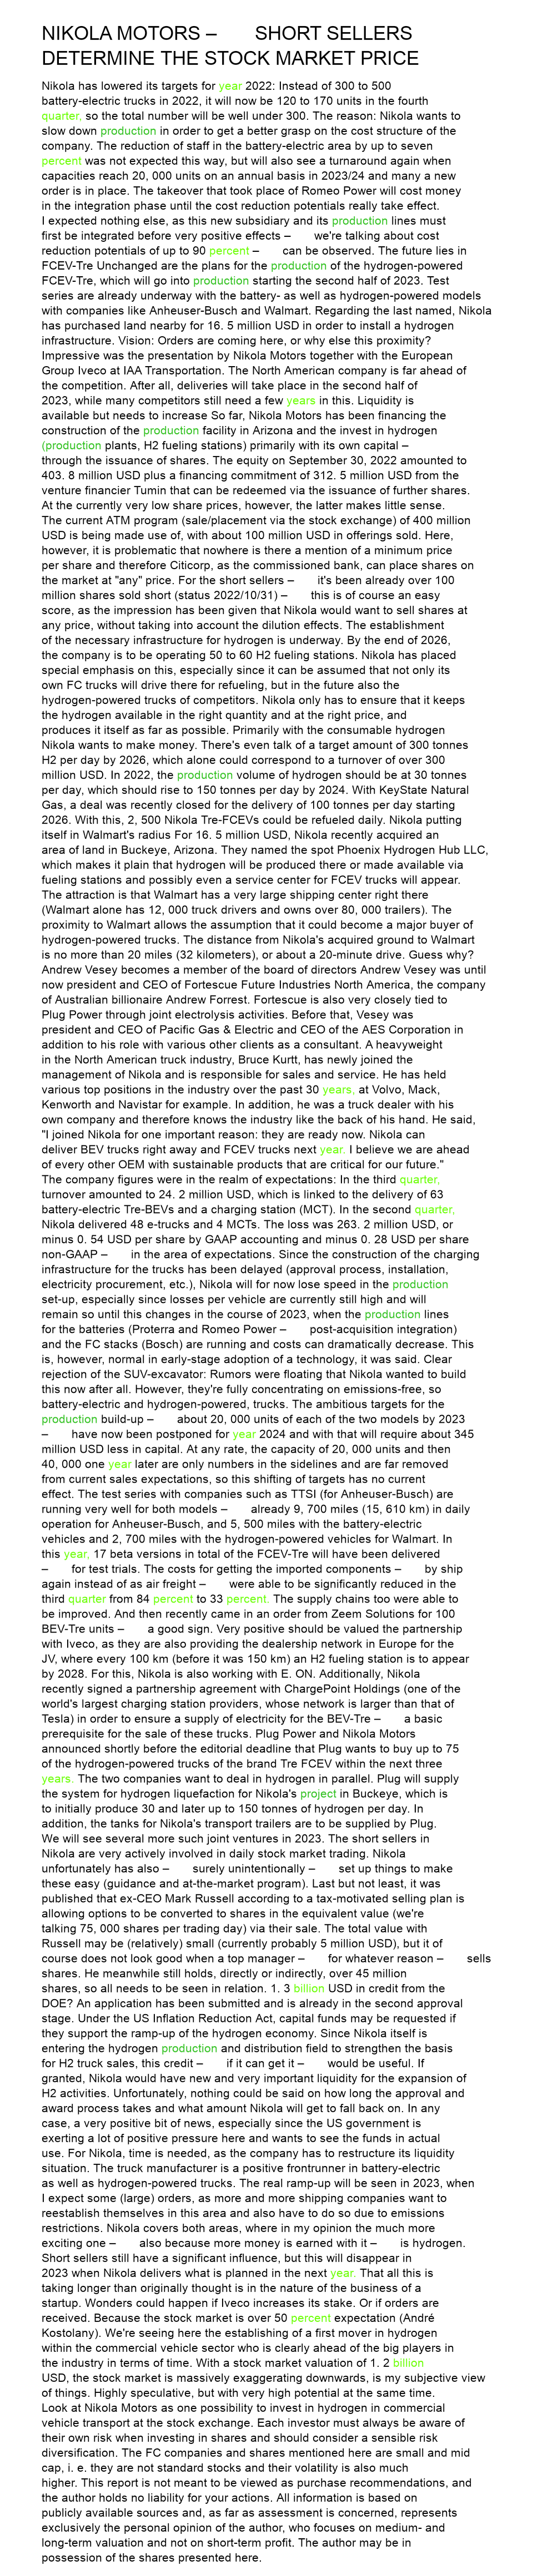 NIKOLA MOTORS – SHORT SELLERS
DETERMINE THE STOCK MARKET PRICE
Nikola has lowered its targets for year 2022: Instead of 300 to 500
battery-electric trucks in 2022, it will now be 120 to 170 units in the fourth
quarter, so the total number will be well under 300. The reason: Nikola wants to
slow down production in order to get a better grasp on the cost structure of the
company. The reduction of staff in the battery-electric area by up to seven
percent was not expected this way, but will also see a turnaround again when
capacities reach 20, 000 units on an annual basis in 2023/24 and many a new
order is in place. The takeover that took place of Romeo Power will cost money
in the integration phase until the cost reduction potentials really take effect.
I expected nothing else, as this new subsidiary and its production lines must
first be integrated before very positive effects – we're talking about cost
reduction potentials of up to 90 percent – can be observed. The future lies in
FCEV-Tre Unchanged are the plans for the production of the hydrogen-powered
FCEV-Tre, which will go into production starting the second half of 2023. Test
series are already underway with the battery- as well as hydrogen-powered models
with companies like Anheuser-Busch and Walmart. Regarding the last named, Nikola
has purchased land nearby for 16. 5 million USD in order to install a hydrogen
infrastructure. Vision: Orders are coming here, or why else this proximity?
Impressive was the presentation by Nikola Motors together with the European
Group Iveco at IAA Transportation. The North American company is far ahead of
the competition. After all, deliveries will take place in the second half of
2023, while many competitors still need a few years in this. Liquidity is
available but needs to increase So far, Nikola Motors has been financing the
construction of the production facility in Arizona and the invest in hydrogen
(production plants, H2 fueling stations) primarily with its own capital –
through the issuance of shares. The equity on September 30, 2022 amounted to
403. 8 million USD plus a financing commitment of 312. 5 million USD from the
venture financier Tumin that can be redeemed via the issuance of further shares.
At the currently very low share prices, however, the latter makes little sense.
The current ATM program (sale/placement via the stock exchange) of 400 million
USD is being made use of, with about 100 million USD in offerings sold. Here,
however, it is problematic that nowhere is there a mention of a minimum price
per share and therefore Citicorp, as the commissioned bank, can place shares on
the market at "any" price. For the short sellers – it's been already over 100
million shares sold short (status 2022/10/31) – this is of course an easy
score, as the impression has been given that Nikola would want to sell shares at
any price, without taking into account the dilution effects. The establishment
of the necessary infrastructure for hydrogen is underway. By the end of 2026,
the company is to be operating 50 to 60 H2 fueling stations. Nikola has placed
special emphasis on this, especially since it can be assumed that not only its
own FC trucks will drive there for refueling, but in the future also the
hydrogen-powered trucks of competitors. Nikola only has to ensure that it keeps
the hydrogen available in the right quantity and at the right price, and
produces it itself as far as possible. Primarily with the consumable hydrogen
Nikola wants to make money. There's even talk of a target amount of 300 tonnes
H2 per day by 2026, which alone could correspond to a turnover of over 300
million USD. In 2022, the production volume of hydrogen should be at 30 tonnes
per day, which should rise to 150 tonnes per day by 2024. With KeyState Natural
Gas, a deal was recently closed for the delivery of 100 tonnes per day starting
2026. With this, 2, 500 Nikola Tre-FCEVs could be refueled daily. Nikola putting
itself in Walmart's radius For 16. 5 million USD, Nikola recently acquired an
area of land in Buckeye, Arizona. They named the spot Phoenix Hydrogen Hub LLC,
which makes it plain that hydrogen will be produced there or made available via
fueling stations and possibly even a service center for FCEV trucks will appear.
The attraction is that Walmart has a very large shipping center right there
(Walmart alone has 12, 000 truck drivers and owns over 80, 000 trailers). The
proximity to Walmart allows the assumption that it could become a major buyer of
hydrogen-powered trucks. The distance from Nikola's acquired ground to Walmart
is no more than 20 miles (32 kilometers), or about a 20-minute drive. Guess why?
Andrew Vesey becomes a member of the board of directors Andrew Vesey was until
now president and CEO of Fortescue Future Industries North America, the company
of Australian billionaire Andrew Forrest. Fortescue is also very closely tied to
Plug Power through joint electrolysis activities. Before that, Vesey was
president and CEO of Pacific Gas & Electric and CEO of the AES Corporation in
addition to his role with various other clients as a consultant. A heavyweight
in the North American truck industry, Bruce Kurtt, has newly joined the
management of Nikola and is responsible for sales and service. He has held
various top positions in the industry over the past 30 years, at Volvo, Mack,
Kenworth and Navistar for example. In addition, he was a truck dealer with his
own company and therefore knows the industry like the back of his hand. He said,
"I joined Nikola for one important reason: they are ready now. Nikola can
deliver BEV trucks right away and FCEV trucks next year. I believe we are ahead
of every other OEM with sustainable products that are critical for our future."
The company figures were in the realm of expectations: In the third quarter,
turnover amounted to 24. 2 million USD, which is linked to the delivery of 63
battery-electric Tre-BEVs and a charging station (MCT). In the second quarter,
Nikola delivered 48 e-trucks and 4 MCTs. The loss was 263. 2 million USD, or
minus 0. 54 USD per share by GAAP accounting and minus 0. 28 USD per share
non-GAAP – in the area of expectations. Since the construction of the charging
infrastructure for the trucks has been delayed (approval process, installation,
electricity procurement, etc.), Nikola will for now lose speed in the production
set-up, especially since losses per vehicle are currently still high and will
remain so until this changes in the course of 2023, when the production lines
for the batteries (Proterra and Romeo Power – post-acquisition integration)
and the FC stacks (Bosch) are running and costs can dramatically decrease. This
is, however, normal in early-stage adoption of a technology, it was said. Clear
rejection of the SUV-excavator: Rumors were floating that Nikola wanted to build
this now after all. However, they're fully concentrating on emissions-free, so
battery-electric and hydrogen-powered, trucks. The ambitious targets for the
production build-up – about 20, 000 units of each of the two models by 2023
– have now been postponed for year 2024 and with that will require about 345
million USD less in capital. At any rate, the capacity of 20, 000 units and then
40, 000 one year later are only numbers in the sidelines and are far removed
from current sales expectations, so this shifting of targets has no current
effect. The test series with companies such as TTSI (for Anheuser-Busch) are
running very well for both models – already 9, 700 miles (15, 610 km) in daily
operation for Anheuser-Busch, and 5, 500 miles with the battery-electric
vehicles and 2, 700 miles with the hydrogen-powered vehicles for Walmart. In
this year, 17 beta versions in total of the FCEV-Tre will have been delivered
– for test trials. The costs for getting the imported components – by ship
again instead of as air freight – were able to be significantly reduced in the
third quarter from 84 percent to 33 percent. The supply chains too were able to
be improved. And then recently came in an order from Zeem Solutions for 100
BEV-Tre units – a good sign. Very positive should be valued the partnership
with Iveco, as they are also providing the dealership network in Europe for the
JV, where every 100 km (before it was 150 km) an H2 fueling station is to appear
by 2028. For this, Nikola is also working with E. ON. Additionally, Nikola
recently signed a partnership agreement with ChargePoint Holdings (one of the
world's largest charging station providers, whose network is larger than that of
Tesla) in order to ensure a supply of electricity for the BEV-Tre – a basic
prerequisite for the sale of these trucks. Plug Power and Nikola Motors
announced shortly before the editorial deadline that Plug wants to buy up to 75
of the hydrogen-powered trucks of the brand Tre FCEV within the next three
years. The two companies want to deal in hydrogen in parallel. Plug will supply
the system for hydrogen liquefaction for Nikola's project in Buckeye, which is
to initially produce 30 and later up to 150 tonnes of hydrogen per day. In
addition, the tanks for Nikola's transport trailers are to be supplied by Plug.
We will see several more such joint ventures in 2023. The short sellers in
Nikola are very actively involved in daily stock market trading. Nikola
unfortunately has also – surely unintentionally – set up things to make
these easy (guidance and at-the-market program). Last but not least, it was
published that ex-CEO Mark Russell according to a tax-motivated selling plan is
allowing options to be converted to shares in the equivalent value (we're
talking 75, 000 shares per trading day) via their sale. The total value with
Russell may be (relatively) small (currently probably 5 million USD), but it of
course does not look good when a top manager – for whatever reason – sells
shares. He meanwhile still holds, directly or indirectly, over 45 million
shares, so all needs to be seen in relation. 1. 3 billion USD in credit from the
DOE? An application has been submitted and is already in the second approval
stage. Under the US Inflation Reduction Act, capital funds may be requested if
they support the ramp-up of the hydrogen economy. Since Nikola itself is
entering the hydrogen production and distribution field to strengthen the basis
for H2 truck sales, this credit – if it can get it – would be useful. If
granted, Nikola would have new and very important liquidity for the expansion of
H2 activities. Unfortunately, nothing could be said on how long the approval and
award process takes and what amount Nikola will get to fall back on. In any
case, a very positive bit of news, especially since the US government is
exerting a lot of positive pressure here and wants to see the funds in actual
use. For Nikola, time is needed, as the company has to restructure its liquidity
situation. The truck manufacturer is a positive frontrunner in battery-electric
as well as hydrogen-powered trucks. The real ramp-up will be seen in 2023, when
I expect some (large) orders, as more and more shipping companies want to
reestablish themselves in this area and also have to do so due to emissions
restrictions. Nikola covers both areas, where in my opinion the much more
exciting one – also because more money is earned with it – is hydrogen.
Short sellers still have a significant influence, but this will disappear in
2023 when Nikola delivers what is planned in the next year. That all this is
taking longer than originally thought is in the nature of the business of a
startup. Wonders could happen if Iveco increases its stake. Or if orders are
received. Because the stock market is over 50 percent expectation (André
Kostolany). We're seeing here the establishing of a first mover in hydrogen
within the commercial vehicle sector who is clearly ahead of the big players in
the industry in terms of time. With a stock market valuation of 1. 2 billion
USD, the stock market is massively exaggerating downwards, is my subjective view
of things. Highly speculative, but with very high potential at the same time.
Look at Nikola Motors as one possibility to invest in hydrogen in commercial
vehicle transport at the stock exchange. Each investor must always be aware of
their own risk when investing in shares and should consider a sensible risk
diversification. The FC companies and shares mentioned here are small and mid
cap, i. e. they are not standard stocks and their volatility is also much
higher. This report is not meant to be viewed as purchase recommendations, and
the author holds no liability for your actions. All information is based on
publicly available sources and, as far as assessment is concerned, represents
exclusively the personal opinion of the author, who focuses on medium- and
long-term valuation and not on short-term profit. The author may be in
possession of the shares presented here.